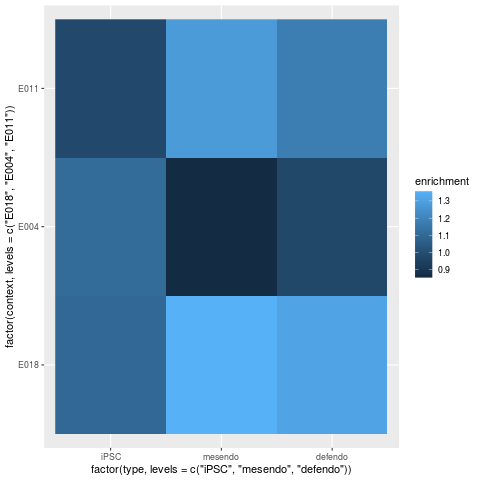 factor(context, levels = c("E018", "E004", "E011"))
E011
E004
E018
iPSC mesendo defendo
factor(type, levels = c("iPSC", "mesendo", "defendo"))
enrichment
1.3
1.2
1.1
1.0
0.9